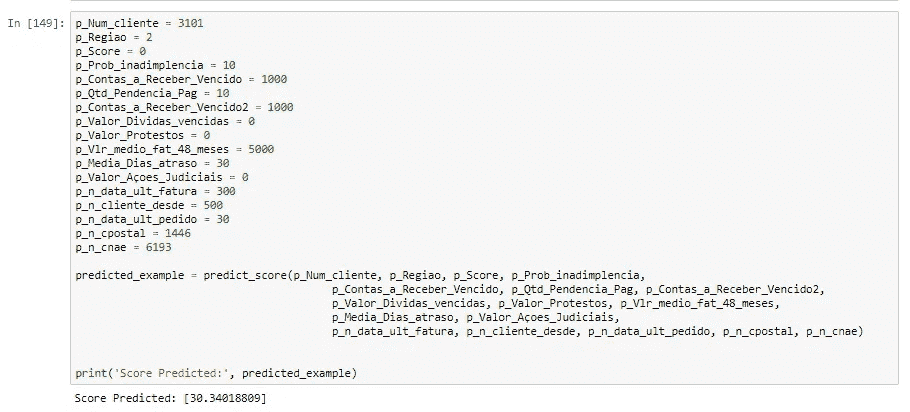 In [149]: p_Num_cliente = 3101
p_Regiao = 2
p_Score = 0
p_Prob_inadimplencia = 10
p_Contas_a_Receber_Vencido = 1000
p_Qtd_Pendencia_Pag = 10
p_Contas_a_Receber_Vencido2 = 1000
p_Valor_Dividas_vencidas = 0
p_Valor_Protestos = 0
p_Vlr_medio_fat_48_meses = 5000
p_Media_Dias_atraso = 30
p_Valor_Açoes_Judiciais = 0
p_n_data_ult_fatura = 300
p_n_cliente_desde = 500
p_n_data_ult_pedido = 30
p_n_cpostal = 1446
p_n_cnae = 6193
predicted_example = predict_score(p_Num_cliente, p_Regiao, p_Score, p_Prob_inadimplencia,
p_Contas_a_Receber_Vencido, p_Qtd_Pendencia_Pag, p_Contas_a_Receber_Vencido2,
p_Valor_Dividas_vencidas, p_Valor_Protestos, p_Vlr_medio_fat_48_meses,
p_Media_Dias_atraso, p_Valor_Açoes_Judiciais,
p_n_data_ult_fatura, p_n_cliente_desde, p_n_data_ult_pedido, p_n_cpostal, p_n_cnae)
print('Score Predicted:', predicted_example)
Score Predicted: [30.34018809]